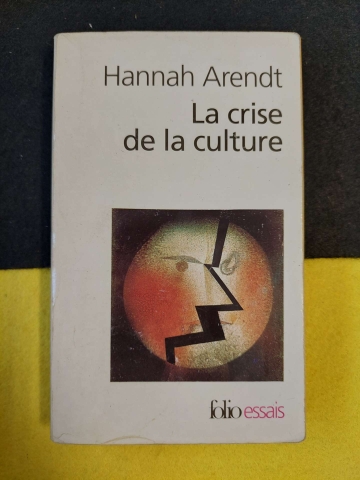 Hannah Arendt
La crise
de la culture
folio essais